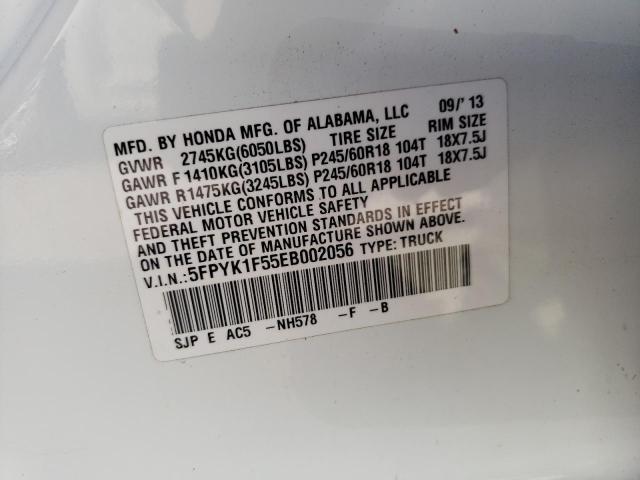 MFD. BY HONDA MFG. OF ALABAMA, LLC 09/'13
GVWR 2745KG(6050LBS) TIRE SIZE RIM SIZE
GAWR F 1410KG(3105LBS) P245/60R18 104T 18X7.5J
GAWR R1475KG(3245LBS) P245/60R18 104T 18X7.5J
THIS VEHICLE CONFORMS TO ALL APPLICABLE
FEDERAL MOTOR VEHICLE SAFETY
AND THEFT PREVENTION STANDARDS IN EFFECT
ON THE DATE OF MANUFACTURE SHOWN ABOVE.
V.I.N.:5FPYK1F55EB002056 TYPE:TRUCK
SJP E AC5 -NH578 -F -B